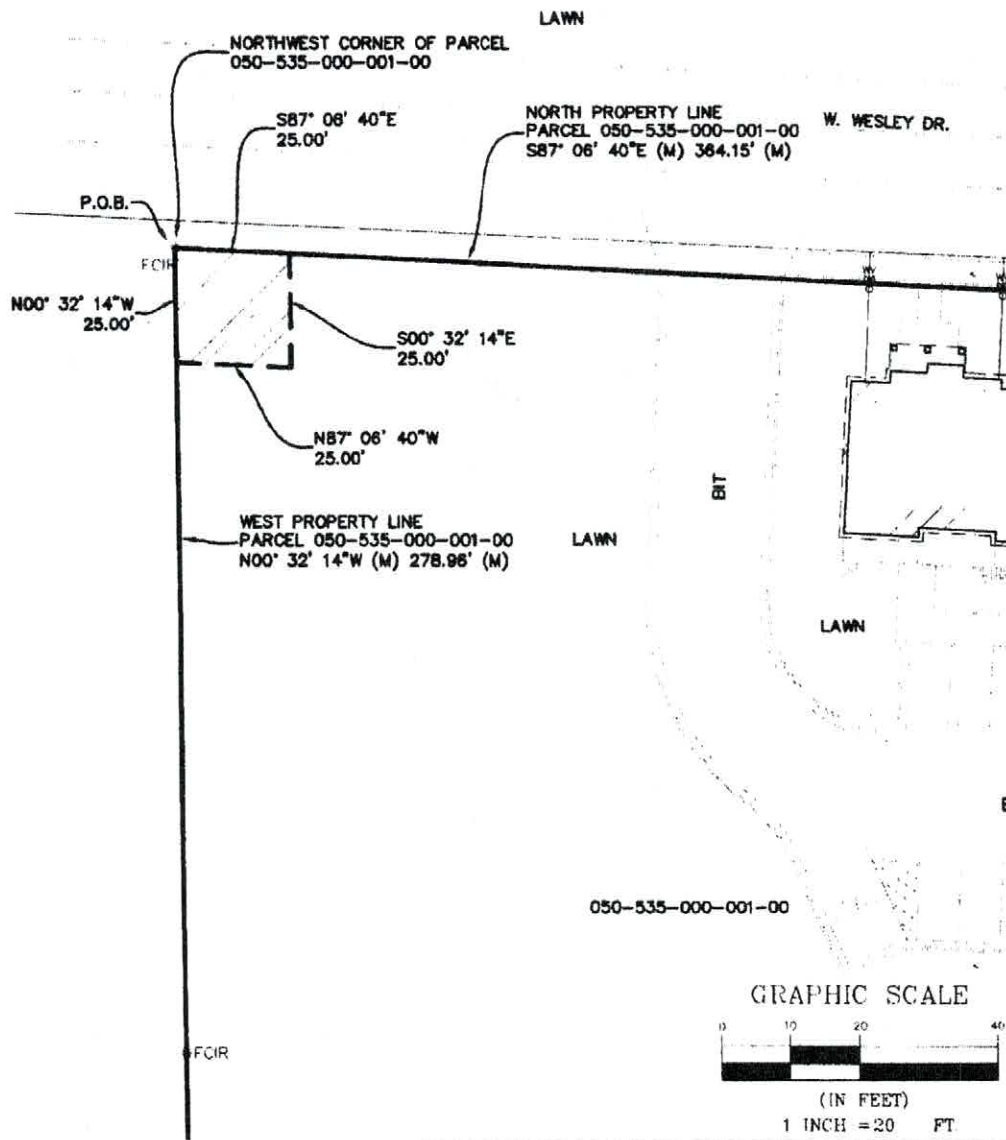 LAWN
NORTHWEST CORNER OF PARCEL
050-535-000-001-00
S87° 06' 40"E
25.00'
NORTH PROPERTY LINE
PARCEL 050-535-000-001-00
S87° 06' 40"E (M) 364.15' (M)
W. WESLEY DR.
P.O.B.
FCIR
N00° 32' 14"W
25.00'
S00° 32' 14"E
25.00'
N87° 06' 40"W
25.00'
WEST PROPERTY LINE
PARCEL 050-535-000-001-00
N00° 32' 14"W (M) 278.96' (M)
LAWN
BIT
LAWN
050-535-000-001-00
FCIR
GRAPHIC SCALE
0 10 20 40
(IN FEET)
1 INCH = 20 FT